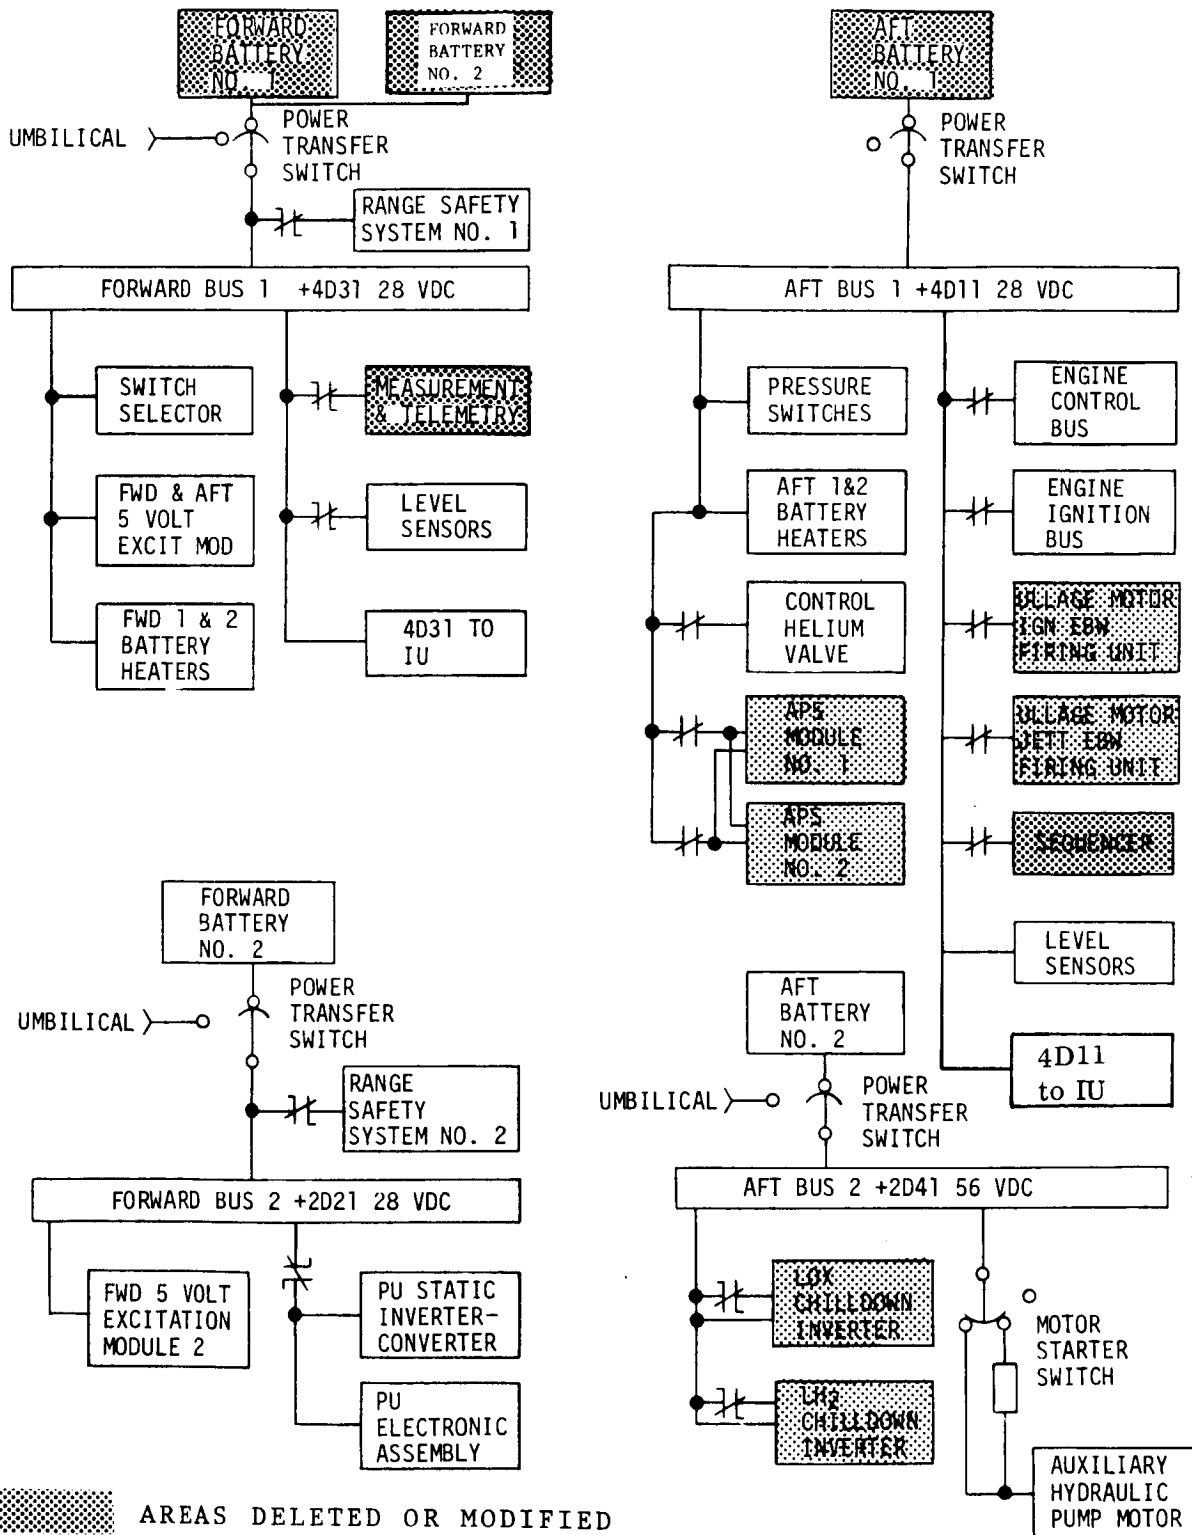 FORWARD
BATTERY
NO. 1
FORWARD
BATTERY
NO. 2
UMBILICAL
POWER
TRANSFER
SWITCH
RANGE SAFETY
SYSTEM NO. 1
FORWARD BUS 1 +4D31 28 VDC
SWITCH
SELECTOR
MEASUREMENT
& TELEMETRY
FWD & AFT
5 VOLT
EXCIT MOD
LEVEL
SENSORS
FWD 1 & 2
BATTERY
HEATERS
4D31 TO
IU
AFT
BATTERY
NO. 1
POWER
TRANSFER
SWITCH
AFT BUS 1 +4D11 28 VDC
PRESSURE
SWITCHES
ENGINE
CONTROL
BUS
AFT 1&2
BATTERY
HEATERS
ENGINE
IGNITION
BUS
CONTROL
HELIUM
VALVE
ULLAGE MOTOR
IGN EBW
FIRING UNIT
APS
MODULE
NO. 1
ULLAGE MOTOR
JETT EBW
FIRING UNIT
APS
MODULE
NO. 2
SEQUENCER
LEVEL
SENSORS
4D11
to IU
FORWARD
BATTERY
NO. 2
UMBILICAL
POWER
TRANSFER
SWITCH
RANGE
SAFETY
SYSTEM NO. 2
FORWARD BUS 2 +2D21 28 VDC
FWD 5 VOLT
EXCITATION
MODULE 2
PU STATIC
INVERTER-
CONVERTER
PU
ELECTRONIC
ASSEMBLY
AFT
BATTERY
NO. 2
UMBILICAL
POWER
TRANSFER
SWITCH
AFT BUS 2 +2D41 56 VDC
LOX
CHILLDOWN
INVERTER
MOTOR
STARTER
SWITCH
LH2
CHILLDOWN
INVERTER
AUXILIARY
HYDRAULIC
PUMP MOTOR
AREAS DELETED OR MODIFIED